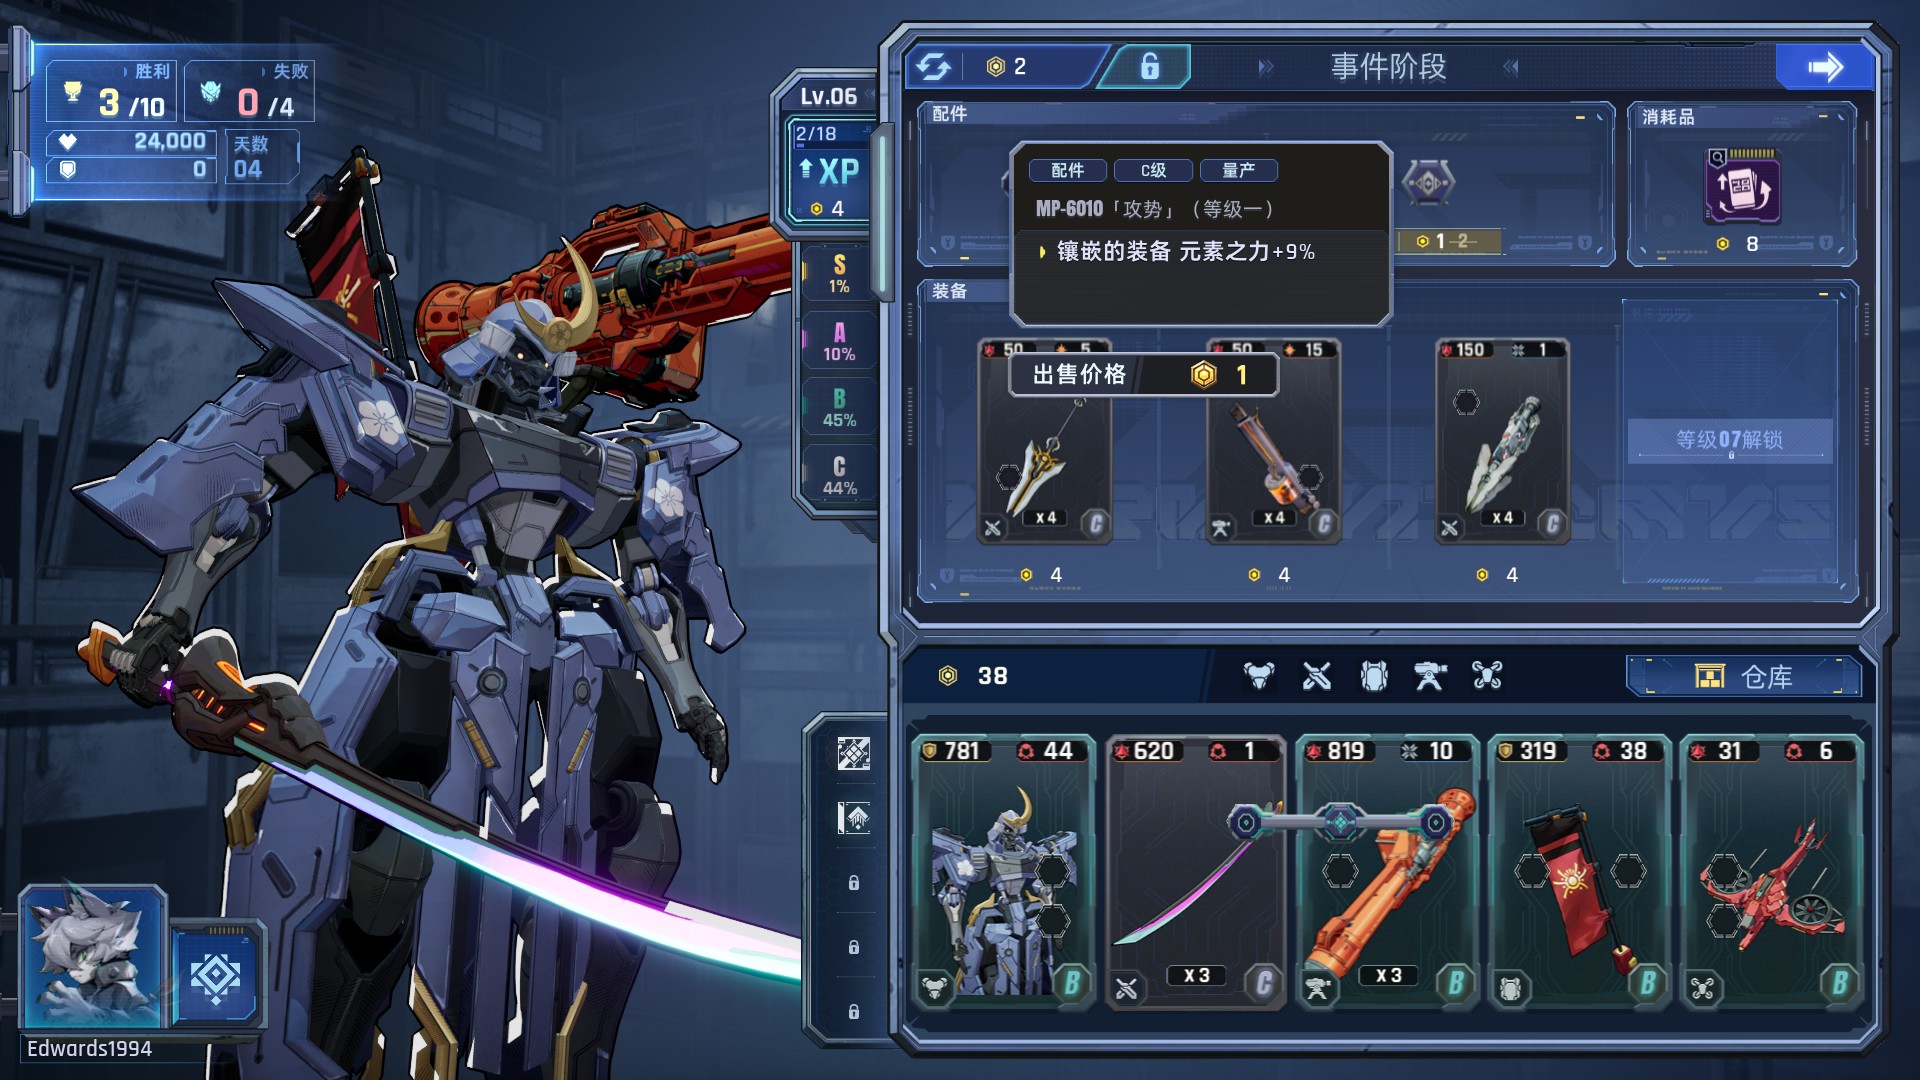 胜利
3 /10
失败
0 /4
24,000
0
天数
04
Lv.06
2/18
XP
4
S
1%
A
10%
B
45%
C
44%
2
事件阶段
配件
消耗品
1 2
8
配件 C级 量产
MP-6010「攻势」（等级一）
镶嵌的装备 元素之力+9%
出售价格 1
装备
50 5
50 15
150 1
x4 C
x4 C
x4 C
4
4
4
等级07解锁
38
仓库
781 44
620 1
819 10
319 38
31 6
B
x3 C
x3 B
B
B
Edwards1994